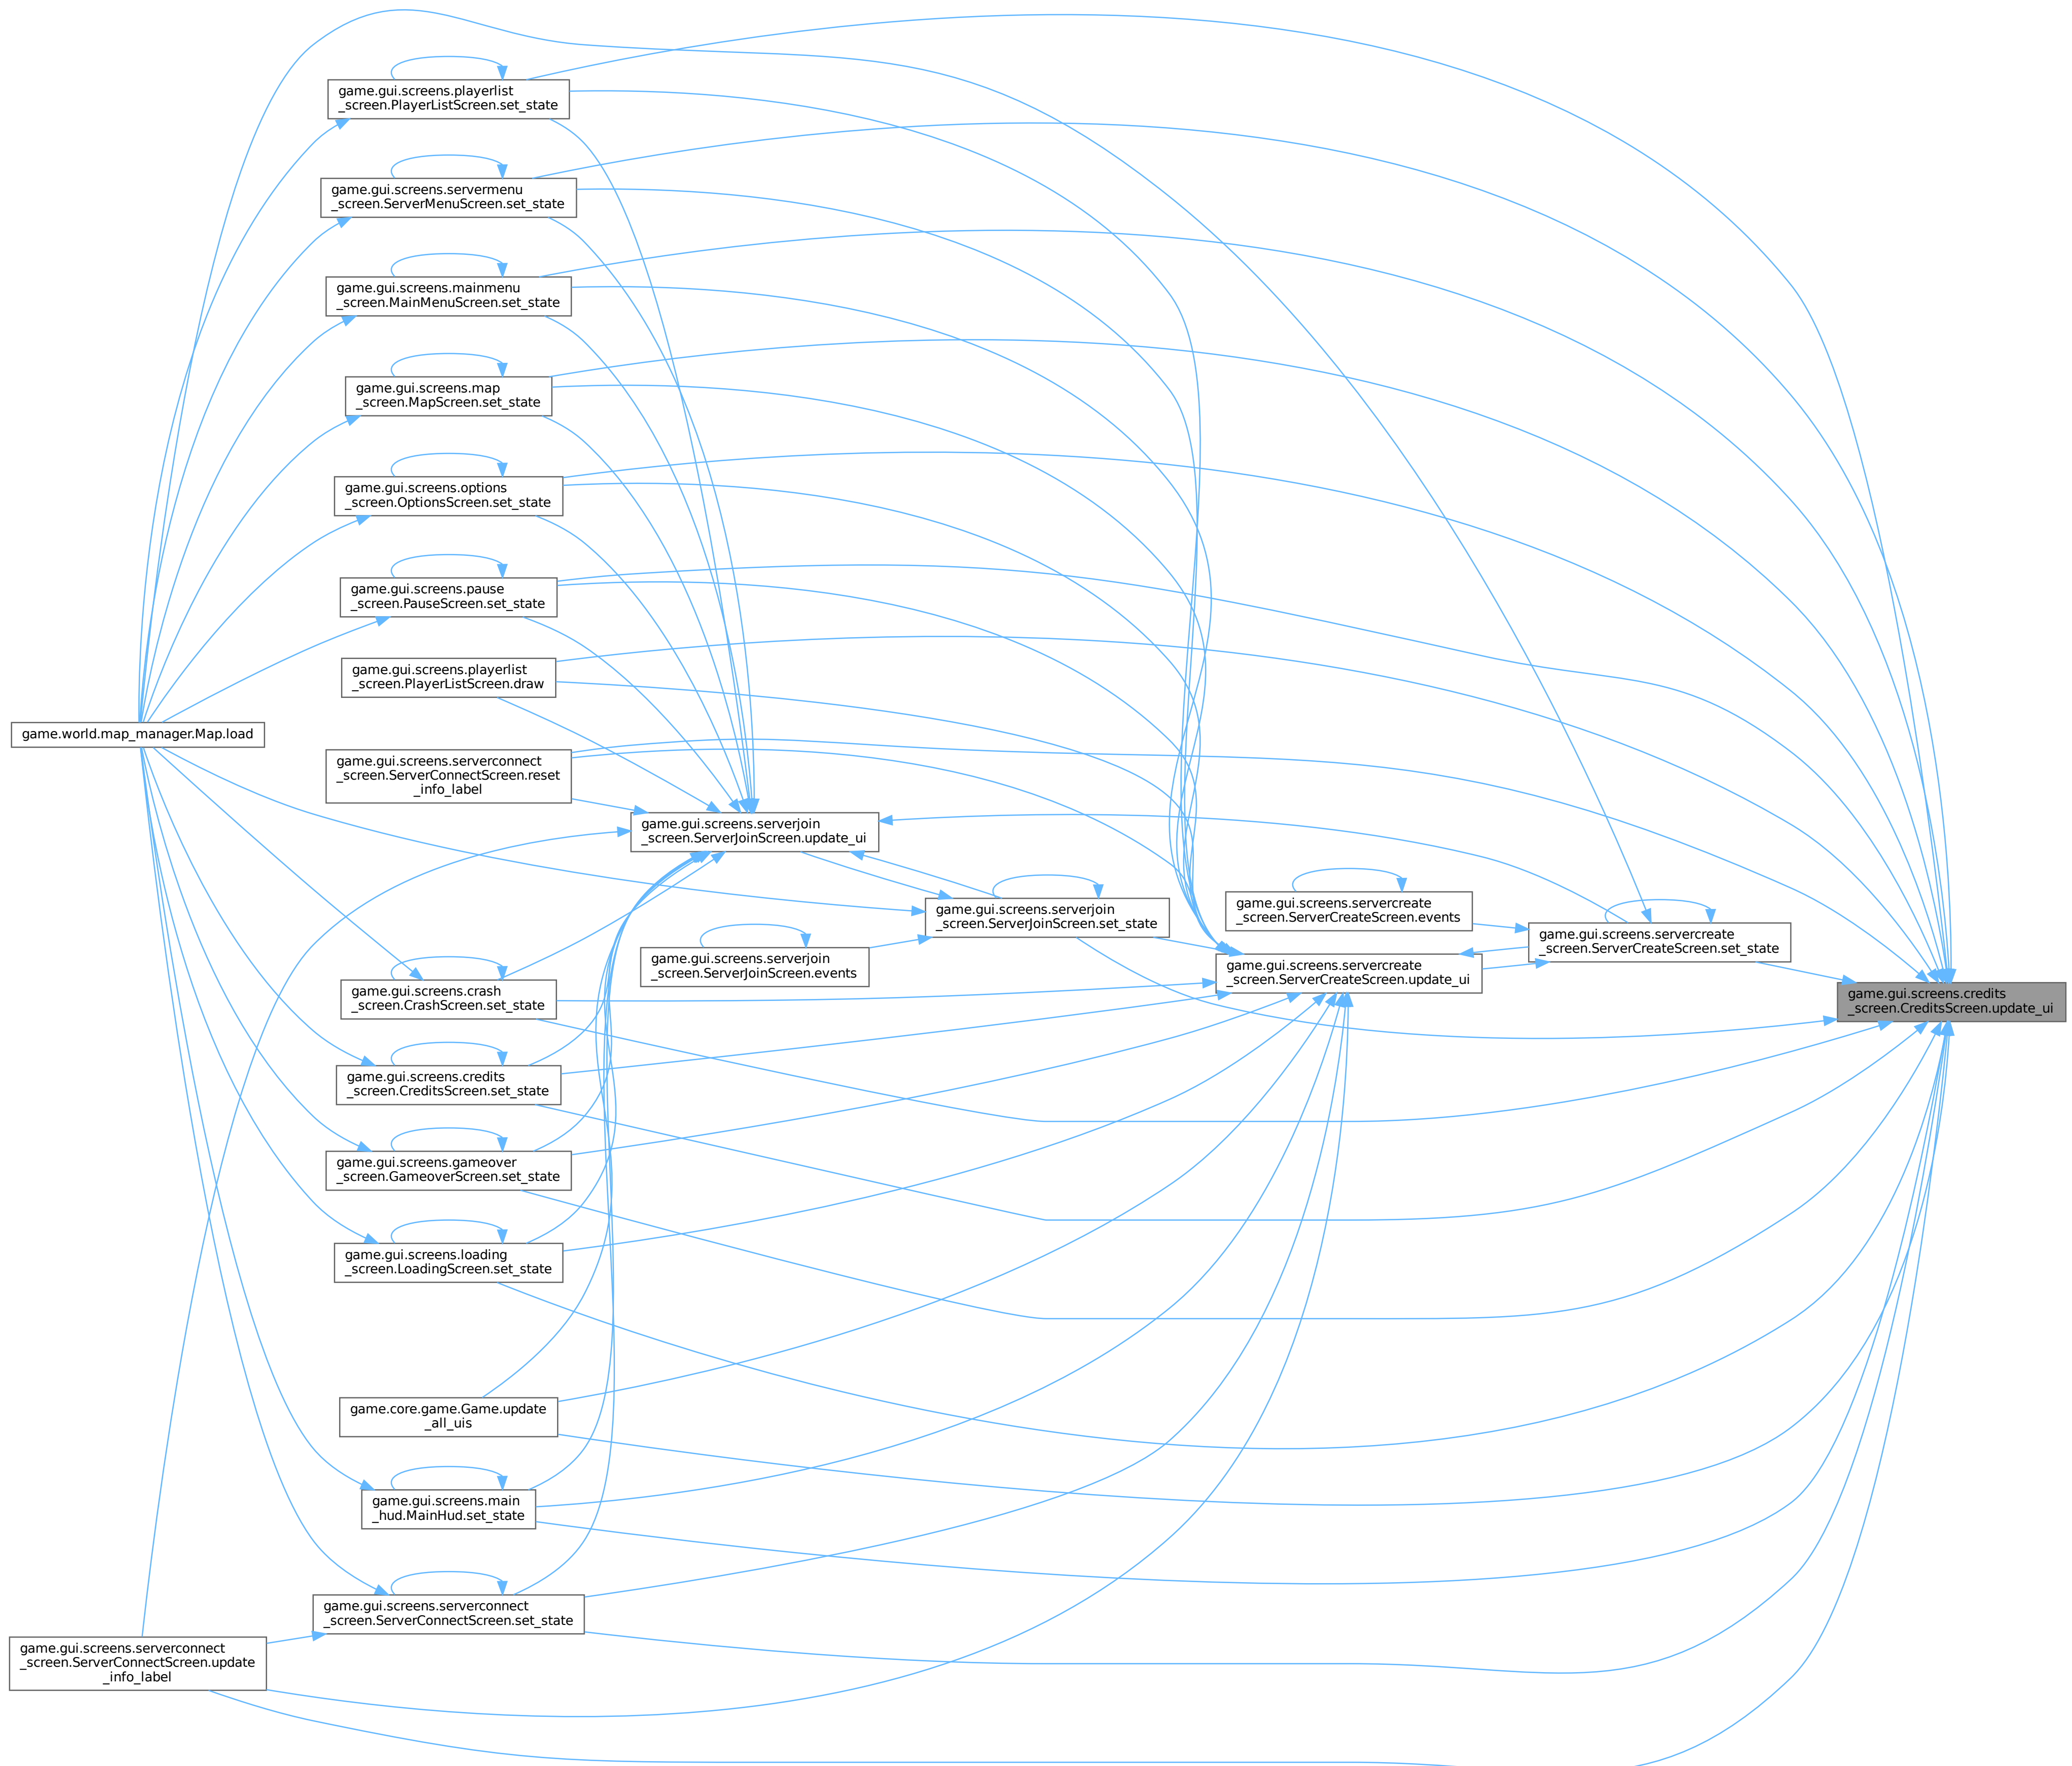 game.gui.screens.playerlist
_screen.PlayerListScreen.set_state
game.gui.screens.servermenu
_screen.ServerMenuScreen.set_state
game.gui.screens.mainmenu
_screen.MainMenuScreen.set_state
game.gui.screens.map
_screen.MapScreen.set_state
game.gui.screens.options
_screen.OptionsScreen.set_state
game.gui.screens.pause
_screen.PauseScreen.set_state
game.gui.screens.playerlist
_screen.PlayerListScreen.draw
game.world.map_manager.Map.load
game.gui.screens.serverconnect
_screen.ServerConnectScreen.reset
_info_label
game.gui.screens.serverjoin
_screen.ServerJoinScreen.update_ui
game.gui.screens.serverjoin
_screen.ServerJoinScreen.set_state
game.gui.screens.servercreate
_screen.ServerCreateScreen.events
game.gui.screens.servercreate
_screen.ServerCreateScreen.set_state
game.gui.screens.serverjoin
_screen.ServerJoinScreen.events
game.gui.screens.servercreate
_screen.ServerCreateScreen.update_ui
game.gui.screens.credits
_screen.CreditsScreen.update_ui
game.gui.screens.crash
_screen.CrashScreen.set_state
game.gui.screens.credits
_screen.CreditsScreen.set_state
game.gui.screens.gameover
_screen.GameoverScreen.set_state
game.gui.screens.loading
_screen.LoadingScreen.set_state
game.core.game.Game.update
_all_uis
game.gui.screens.main
_hud.MainHud.set_state
game.gui.screens.serverconnect
_screen.ServerConnectScreen.set_state
game.gui.screens.serverconnect
_screen.ServerConnectScreen.update
_info_label